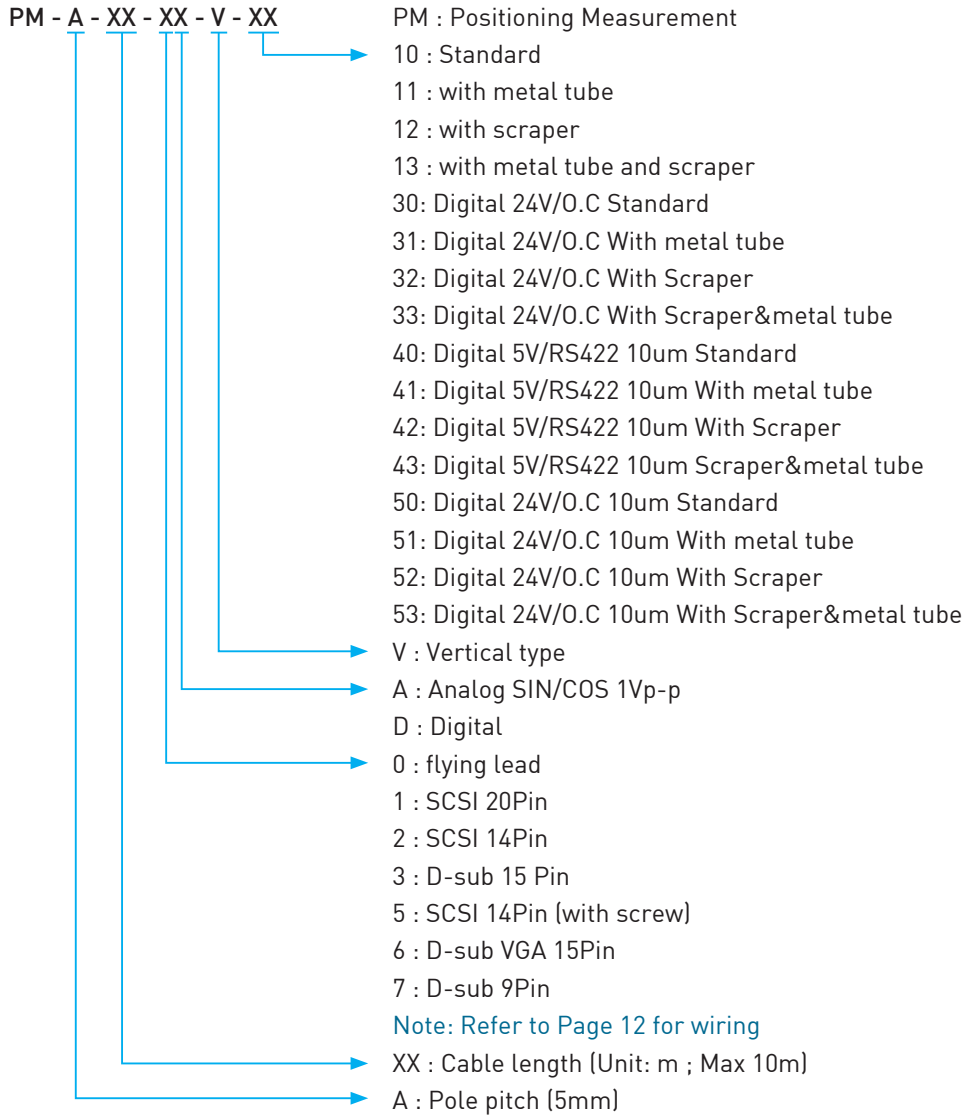 PM - A - XX - XX - V - XX PM : Positioning Measurement
10 : Standard
11 : with metal tube
12 : with scraper
13 : with metal tube and scraper
30: Digital 24V/O.C Standard
31: Digital 24V/O.C With metal tube
32: Digital 24V/O.C With Scraper
33: Digital 24V/O.C With Scraper&metal tube
40: Digital 5V/RS422 10um Standard
41: Digital 5V/RS422 10um With metal tube
42: Digital 5V/RS422 10um With Scraper
43: Digital 5V/RS422 10um Scraper&metal tube
50: Digital 24V/O.C 10um Standard
51: Digital 24V/O.C 10um With metal tube
52: Digital 24V/O.C 10um With Scraper
53: Digital 24V/O.C 10um With Scraper&metal tube
V : Vertical type
A : Analog SIN/COS 1Vp-p
D : Digital
0 : flying lead
1 : SCSI 20Pin
2 : SCSI 14Pin
3 : D-sub 15 Pin
5 : SCSI 14Pin (with screw)
6 : D-sub VGA 15Pin
7 : D-sub 9Pin
Note: Refer to Page 12 for wiring
XX : Cable length (Unit: m ; Max 10m)
A : Pole pitch (5mm)